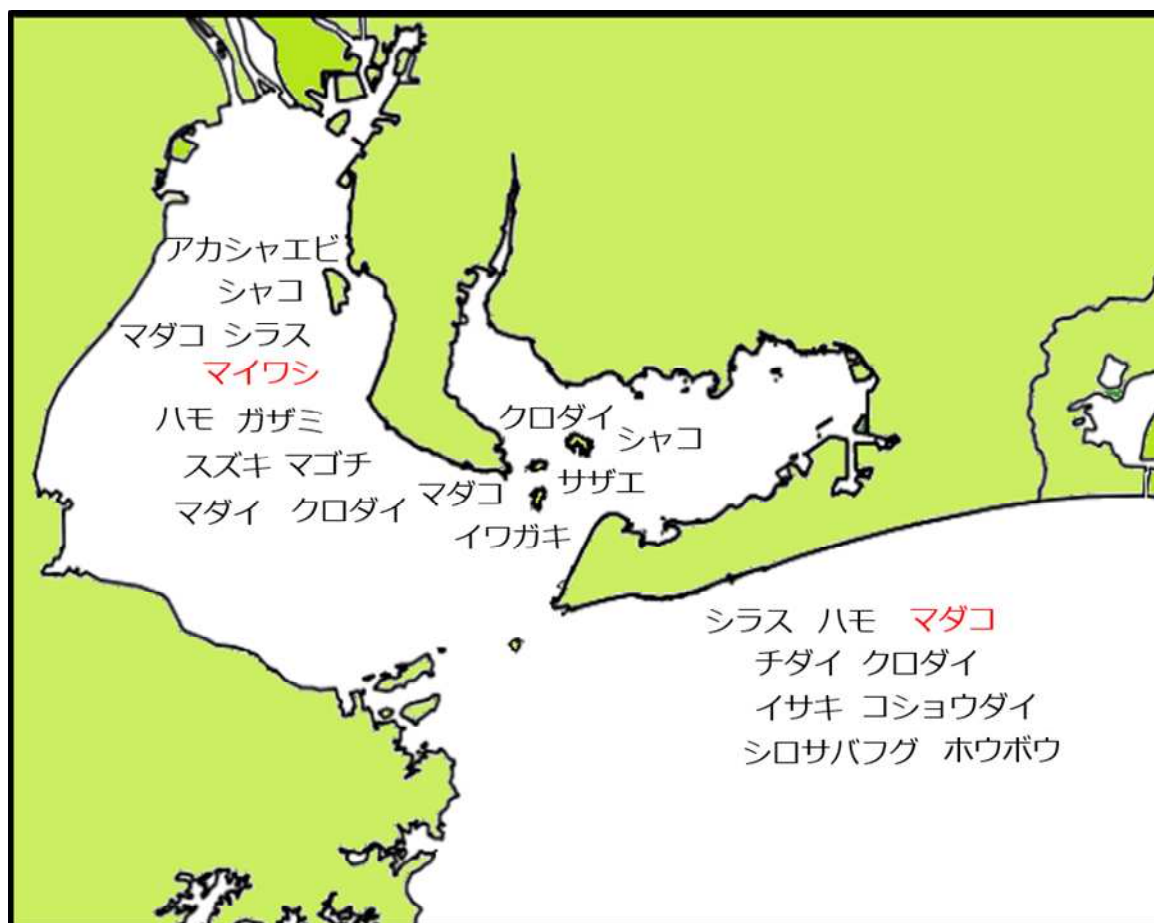 アカシャエビ
シャコ
マダコ シラス
マイワシ
ハモ ガザミ
スズキ マゴチ
マダイ クロダイ
クロダイ
シャコ
サザエ
マダコ
イワガキ
シラス ハモ マダコ
チダイ クロダイ
イサキ コショウダイ
シロサバフグ ホウボウ